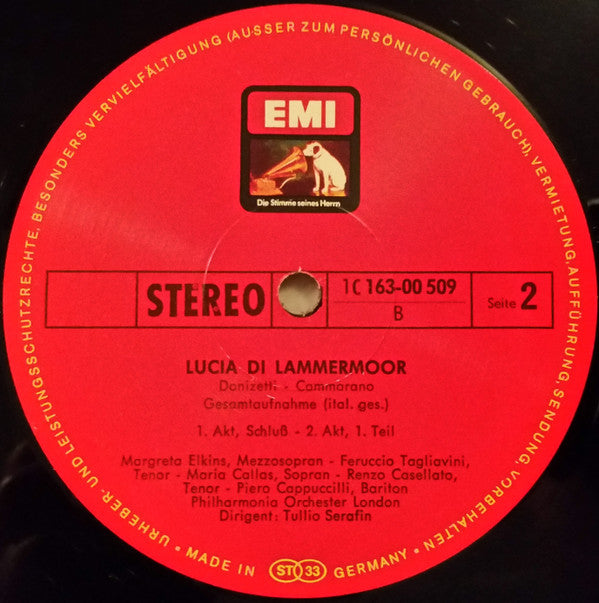 URHEBER- UND LEISTUNGSSCHUTZRECHTE, BESONDERS VERVIELFÄLTIGUNG (AUSSER ZUM PERSÖNLICHEN GEBRAUCH), VERMIETUNG, AUFFÜHRUNG, SENDUNG, VORBEHALTEN •
EMI
Die Stimme seines Herrn
STEREO
1C 163-00 509
B
Seite 2
LUCIA DI LAMMERMOOR
Donizetti - Cammarano
Gesamtaufnahme (ital. ges.)
1. Akt, Schluß - 2. Akt, 1. Teil
Margreta Elkins, Mezzosopran - Feruccio Tagliavini,
Tenor - Maria Callas, Sopran - Renzo Casellato,
Tenor - Piero Cappuccilli, Bariton
Philharmonia Orchester London
Dirigent: Tullio Serafin
• MADE IN ST 33 GERMANY •